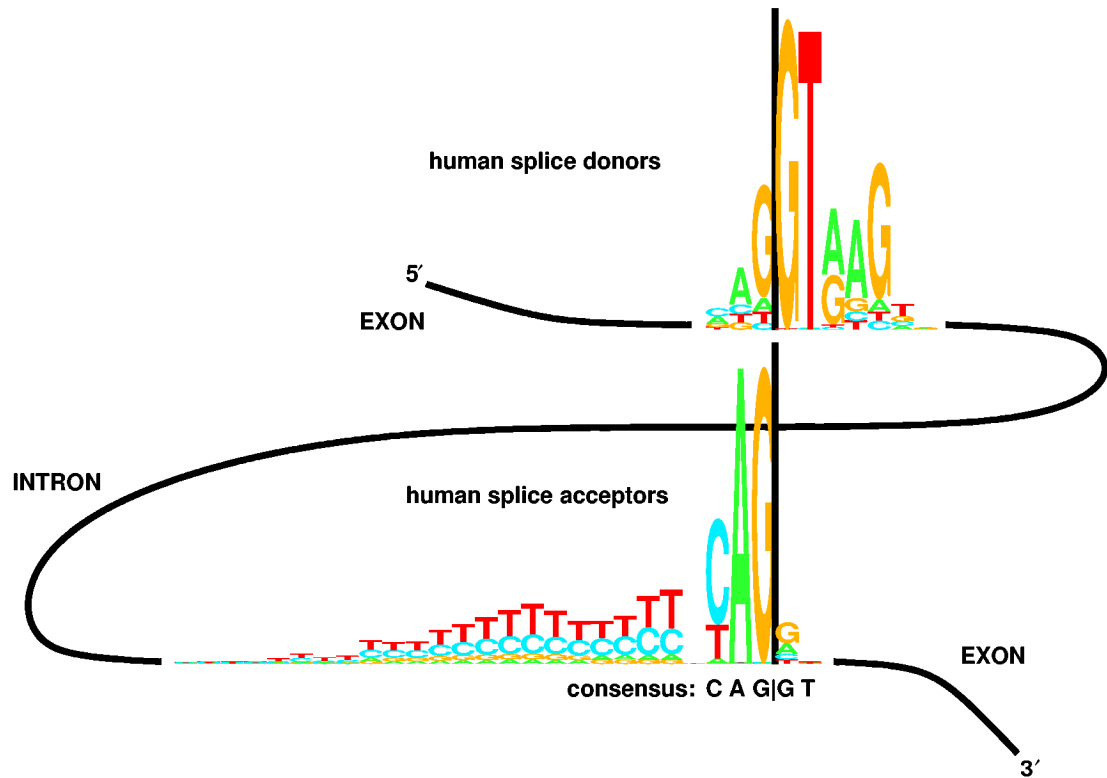 human splice donors
5′
EXON
INTRON
human splice acceptors
EXON
consensus: C A G|G T
3′